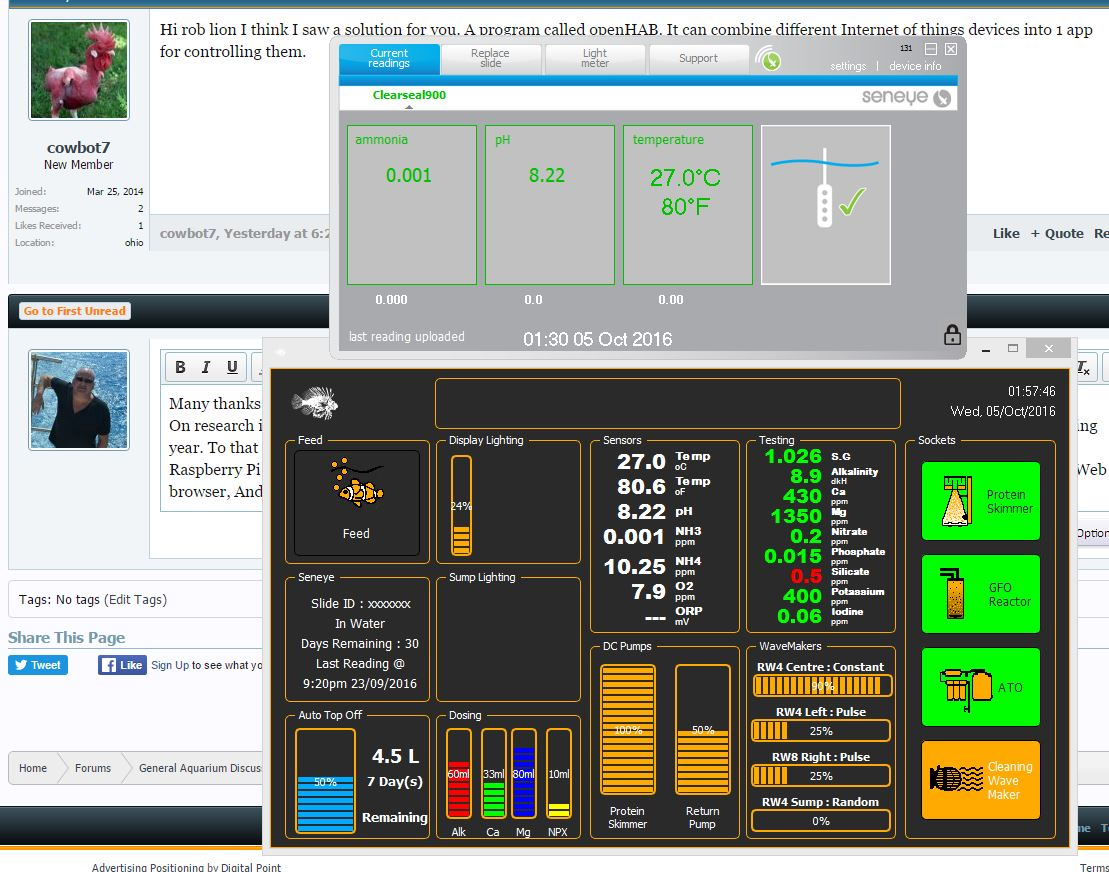 Hi rob lion I think I saw a solution for you. A program called openHAB. It can combine different Internet of things devices into 1 app
for controlling them.
cowbot7
New Member
Joined: Mar 25, 2014
Messages: 2
Likes Received: 1
Location: ohio
cowbot7, Yesterday at 6:2
Like + Quote Re
Current
readings
Replace
slide
Light
meter
Support
131
settings | device info
Clearseal900
seneye
ammonia
0.001
pH
8.22
temperature
27.0°C
80°F
0.000
0.0
0.00
last reading uploaded
01:30 05 Oct 2016
Go to First Unread
B I U
Many thanks
On research i
year. To that
Raspberry Pi
browser, And
ing
Web
Option
Tags: No tags (Edit Tags)
Share This Page
Tweet
Like
Sign Up to see what yo
Home
Forums
General Aquarium Discus
Advertising Positioning by Digital Point
Terms
01:57:46
Wed, 05/Oct/2016
Feed
Feed
Display Lighting
24%
Seneye
Slide ID : xxxxxxx
In Water
Days Remaining : 30
Last Reading @
9:20pm 23/09/2016
Sump Lighting
Auto Top Off
50%
4.5 L
7 Day(s)
Remaining
Dosing
60ml
33ml
80ml
10ml
Alk
Ca
Mg
NPX
Sensors
27.0 Temp
oC
80.6 Temp
oF
8.22 pH
0.001 NH3
ppm
10.25 NH4
ppm
7.9 O2
ppm
--- ORP
mV
Testing
1.026 S.G
8.9 Alkalinity
dkH
430 Ca
ppm
1350 Mg
ppm
0.2 Nitrate
ppm
0.015 Phosphate
ppm
0.5 Silicate
ppm
400 Potassium
ppm
0.06 Iodine
ppm
DC Pumps
100%
50%
Protein
Skimmer
Return
Pump
WaveMakers
RW4 Centre : Constant
90%
RW4 Left : Pulse
25%
RW8 Right : Pulse
25%
RW4 Sump : Random
0%
Sockets
Protein
Skimmer
GFO
Reactor
ATO
Cleaning
Wave
Maker